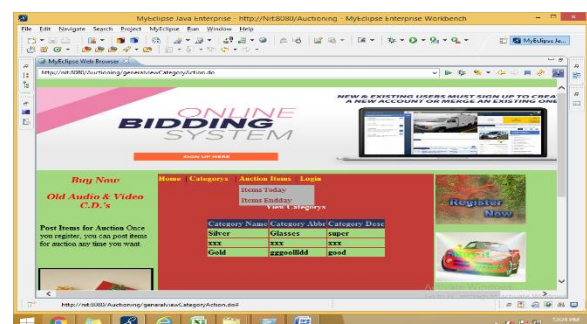 MyEclipse Java Enterprise - http://Nit:8080/Auctioning - MyEclipse Enterprise Workbench
File Edit Navigate Search Project MyEclipse Run Window Help
MyEclipse Ja...
MyEclipse Web Browser
http://nit:8080/Auctioning/generalviewCategoryAction.do
NEW & EXISTING USERS MUST SIGN UP TO CREA
A NEW ACCOUNT OR MERGE AN EXISTING ONE
ONLINE
BIDDING
SYSTEM
SIGN UP HERE
Buy Now
Old Audio & Video
C.D.'s
Post Items for Auction Once
you register, you can post items
for auction any time you want.
Home Categorys Auction Items Login
Items Today
Items Endday
View Categorys
Category Name Category Abbr Category Desc
Silver Glasses super
xxx xxx xxx
Gold gggoollldd good
Register
Now
http://nit:8080/Auctioning/generalviewCategoryAction.do#